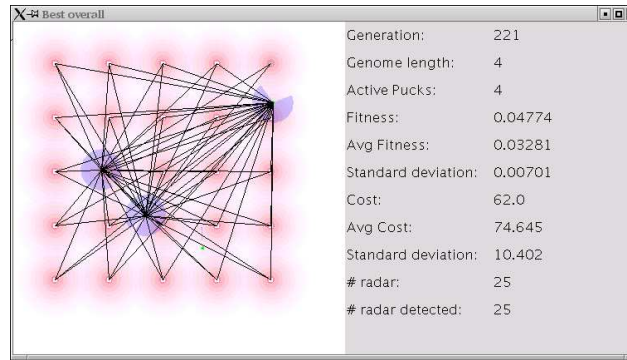 Best overall
Generation: 221
Genome length: 4
Active Pucks: 4
Fitness: 0.04774
Avg Fitness: 0.03281
Standard deviation: 0.00701
Cost: 62.0
Avg Cost: 74.645
Standard deviation: 10.402
# radar: 25
# radar detected: 25